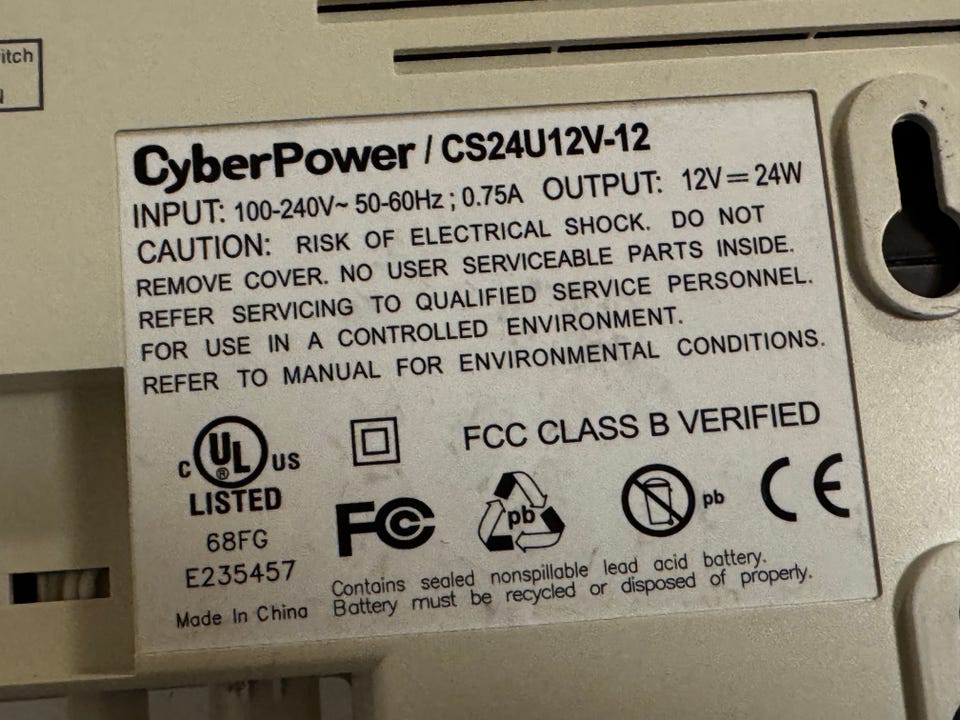 itch
CyberPower / CS24U12V-12
INPUT: 100-240V~ 50-60Hz ; 0.75A OUTPUT: 12V⎓24W
CAUTION: RISK OF ELECTRICAL SHOCK. DO NOT
REMOVE COVER. NO USER SERVICEABLE PARTS INSIDE.
REFER SERVICING TO QUALIFIED SERVICE PERSONNEL.
FOR USE IN A CONTROLLED ENVIRONMENT.
REFER TO MANUAL FOR ENVIRONMENTAL CONDITIONS.
FCC CLASS B VERIFIED
C UL ® US
LISTED
68FG
E235457
Made In China
FC
pb
pb
CE
Contains sealed nonspillable lead acid battery.
Battery must be recycled or disposed of properly.